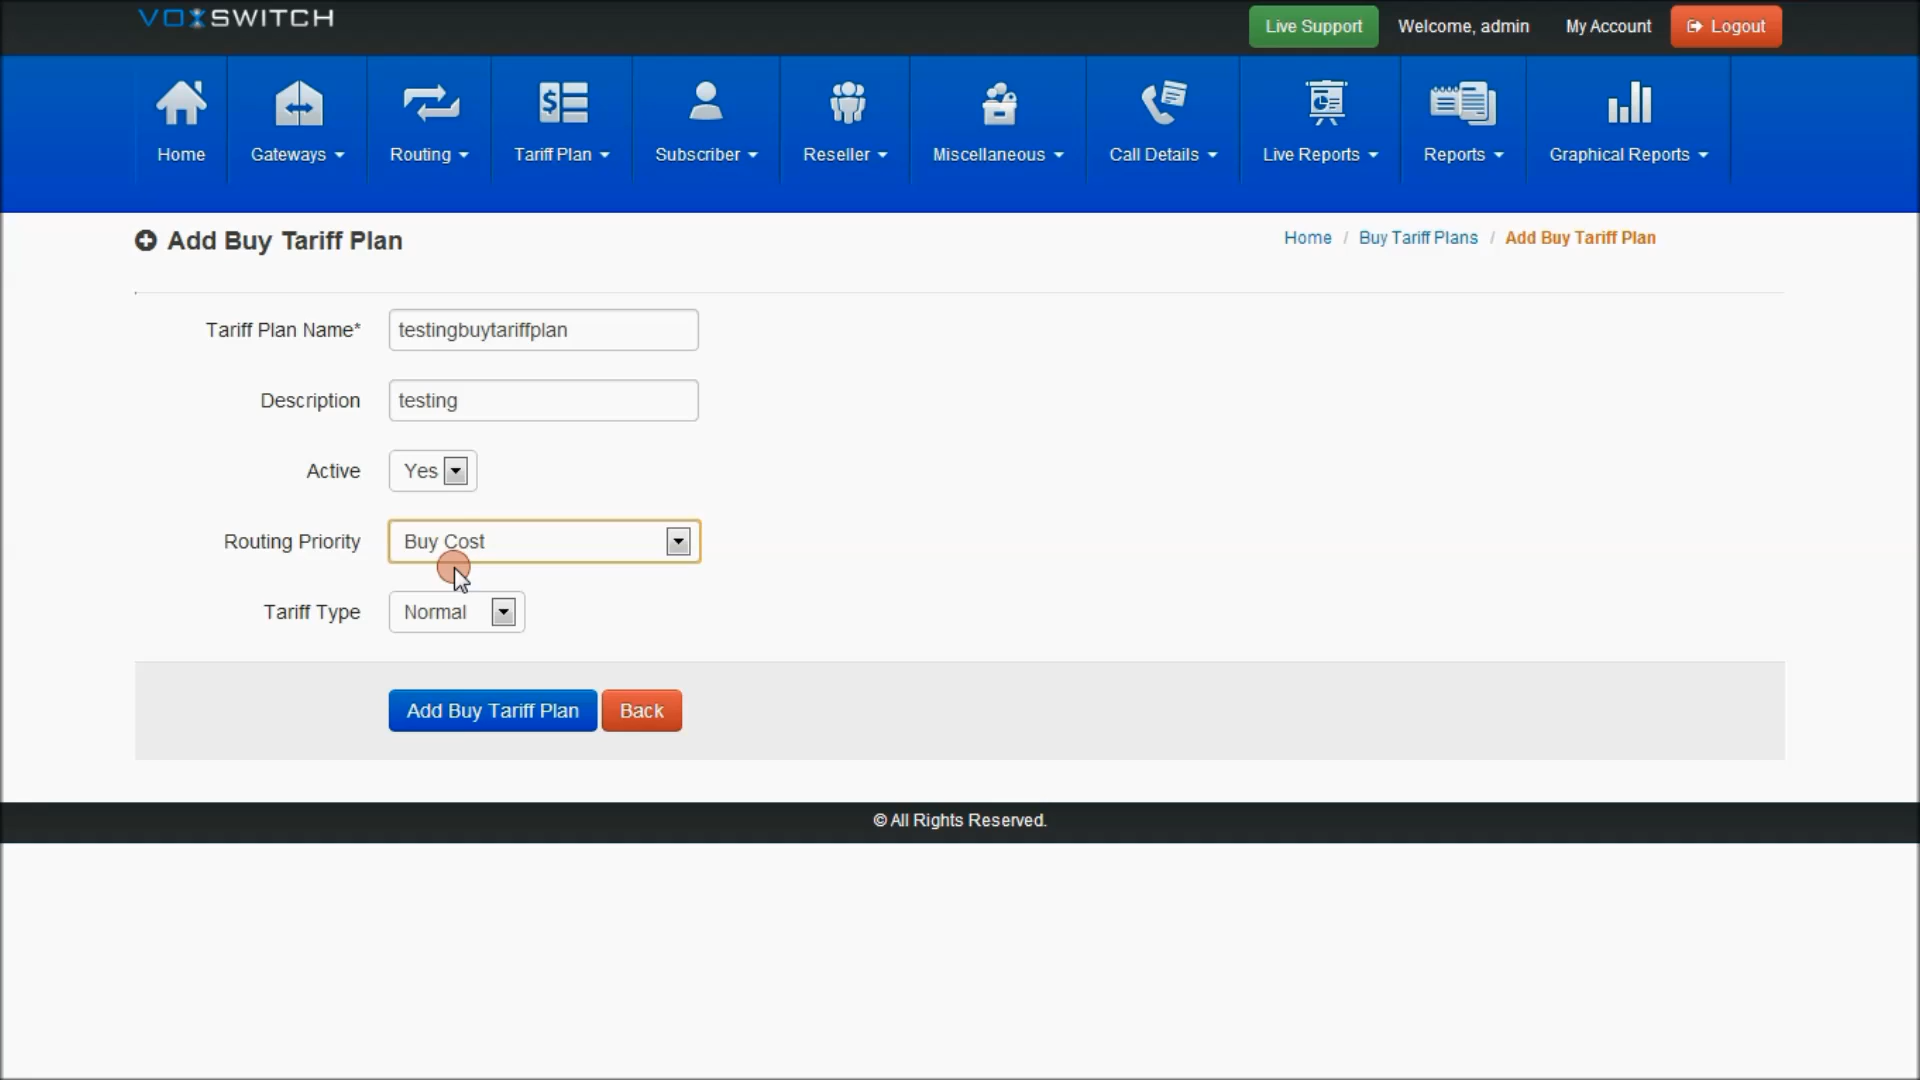 VOXSWITCH
Live Support Welcome, admin My Account Logout
Home Gateways Routing Tariff Plan Subscriber Reseller Miscellaneous Call Details Live Reports Reports Graphical Reports
Add Buy Tariff Plan
Home / Buy Tariff Plans / Add Buy Tariff Plan
Tariff Plan Name* testingbuytariffplan
Description testing
Active Yes
Routing Priority Buy Cost
Tariff Type Normal
Add Buy Tariff Plan Back
© All Rights Reserved.